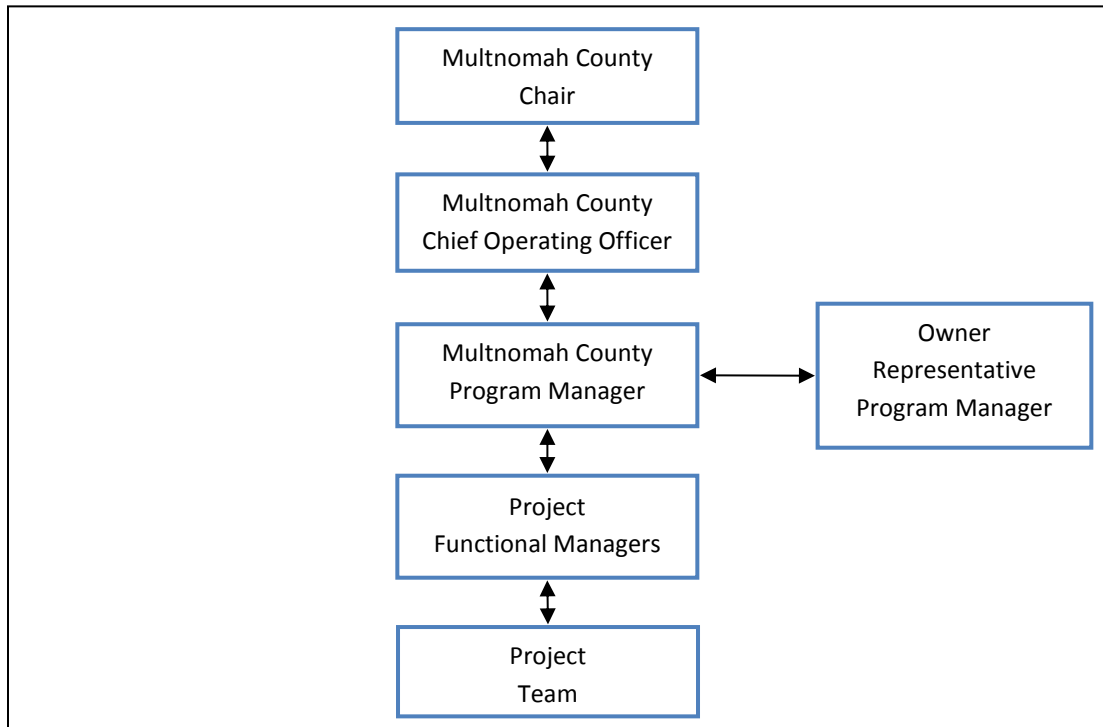 Multnomah County
Chair
Multnomah County
Chief Operating Officer
Multnomah County
Program Manager
Owner
Representative
Program Manager
Project
Functional Managers
Project
Team